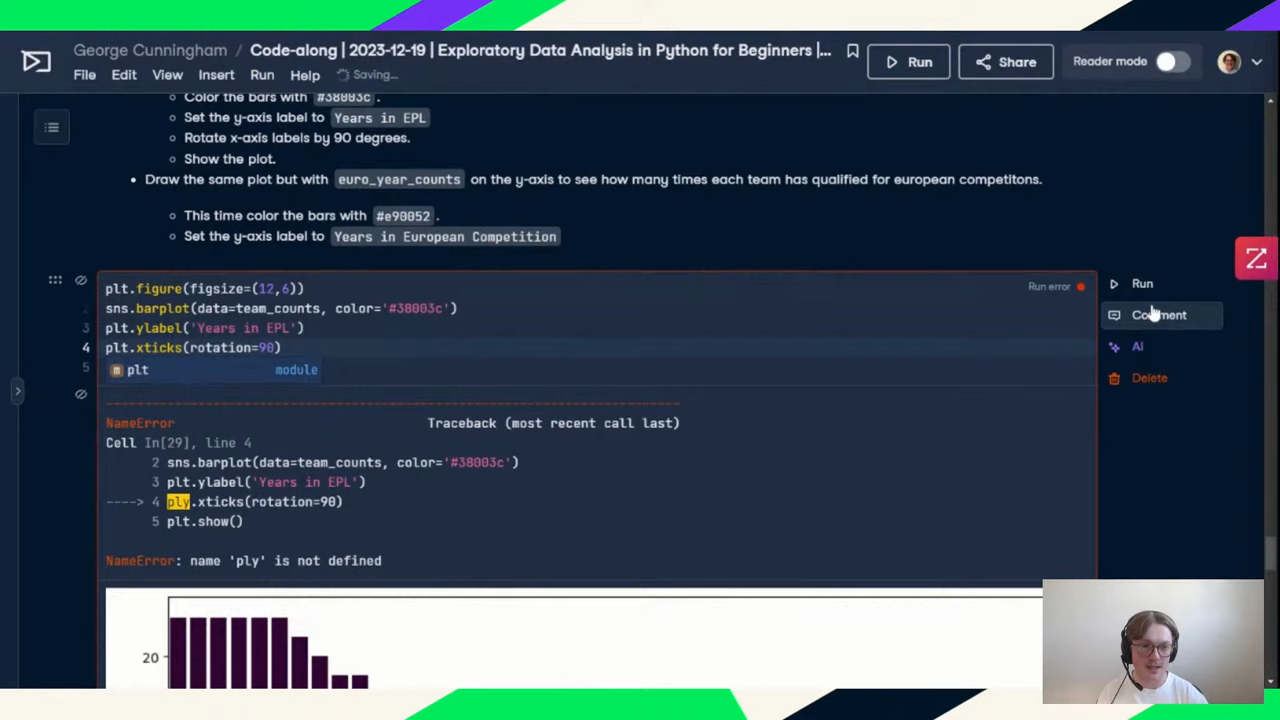 George Cunningham / Code-along | 2023-12-19 | Exploratory Data Analysis in Python for Beginners |...
Run
Share
Reader mode
File Edit View Insert Run Help Saving...
Color the bars with #38003c.
Set the y-axis label to Years in EPL
Rotate x-axis labels by 90 degrees.
Show the plot.
Draw the same plot but with euro_year_counts on the y-axis to see how many times each team has qualified for european competitons.
This time color the bars with #e90052.
Set the y-axis label to Years in European Competition
plt.figure(figsize=(12,6))
Run error
2 sns.barplot(data=team_counts, color='#38003c')
3 plt.ylabel('Years in EPL')
4 plt.xticks(rotation=90)
5
m plt module
Run
Comment
AI
Delete
NameError Traceback (most recent call last)
Cell In[29], line 4
2 sns.barplot(data=team_counts, color='#38003c')
3 plt.ylabel('Years in EPL')
----> 4 ply.xticks(rotation=90)
5 plt.show()
NameError: name 'ply' is not defined
20